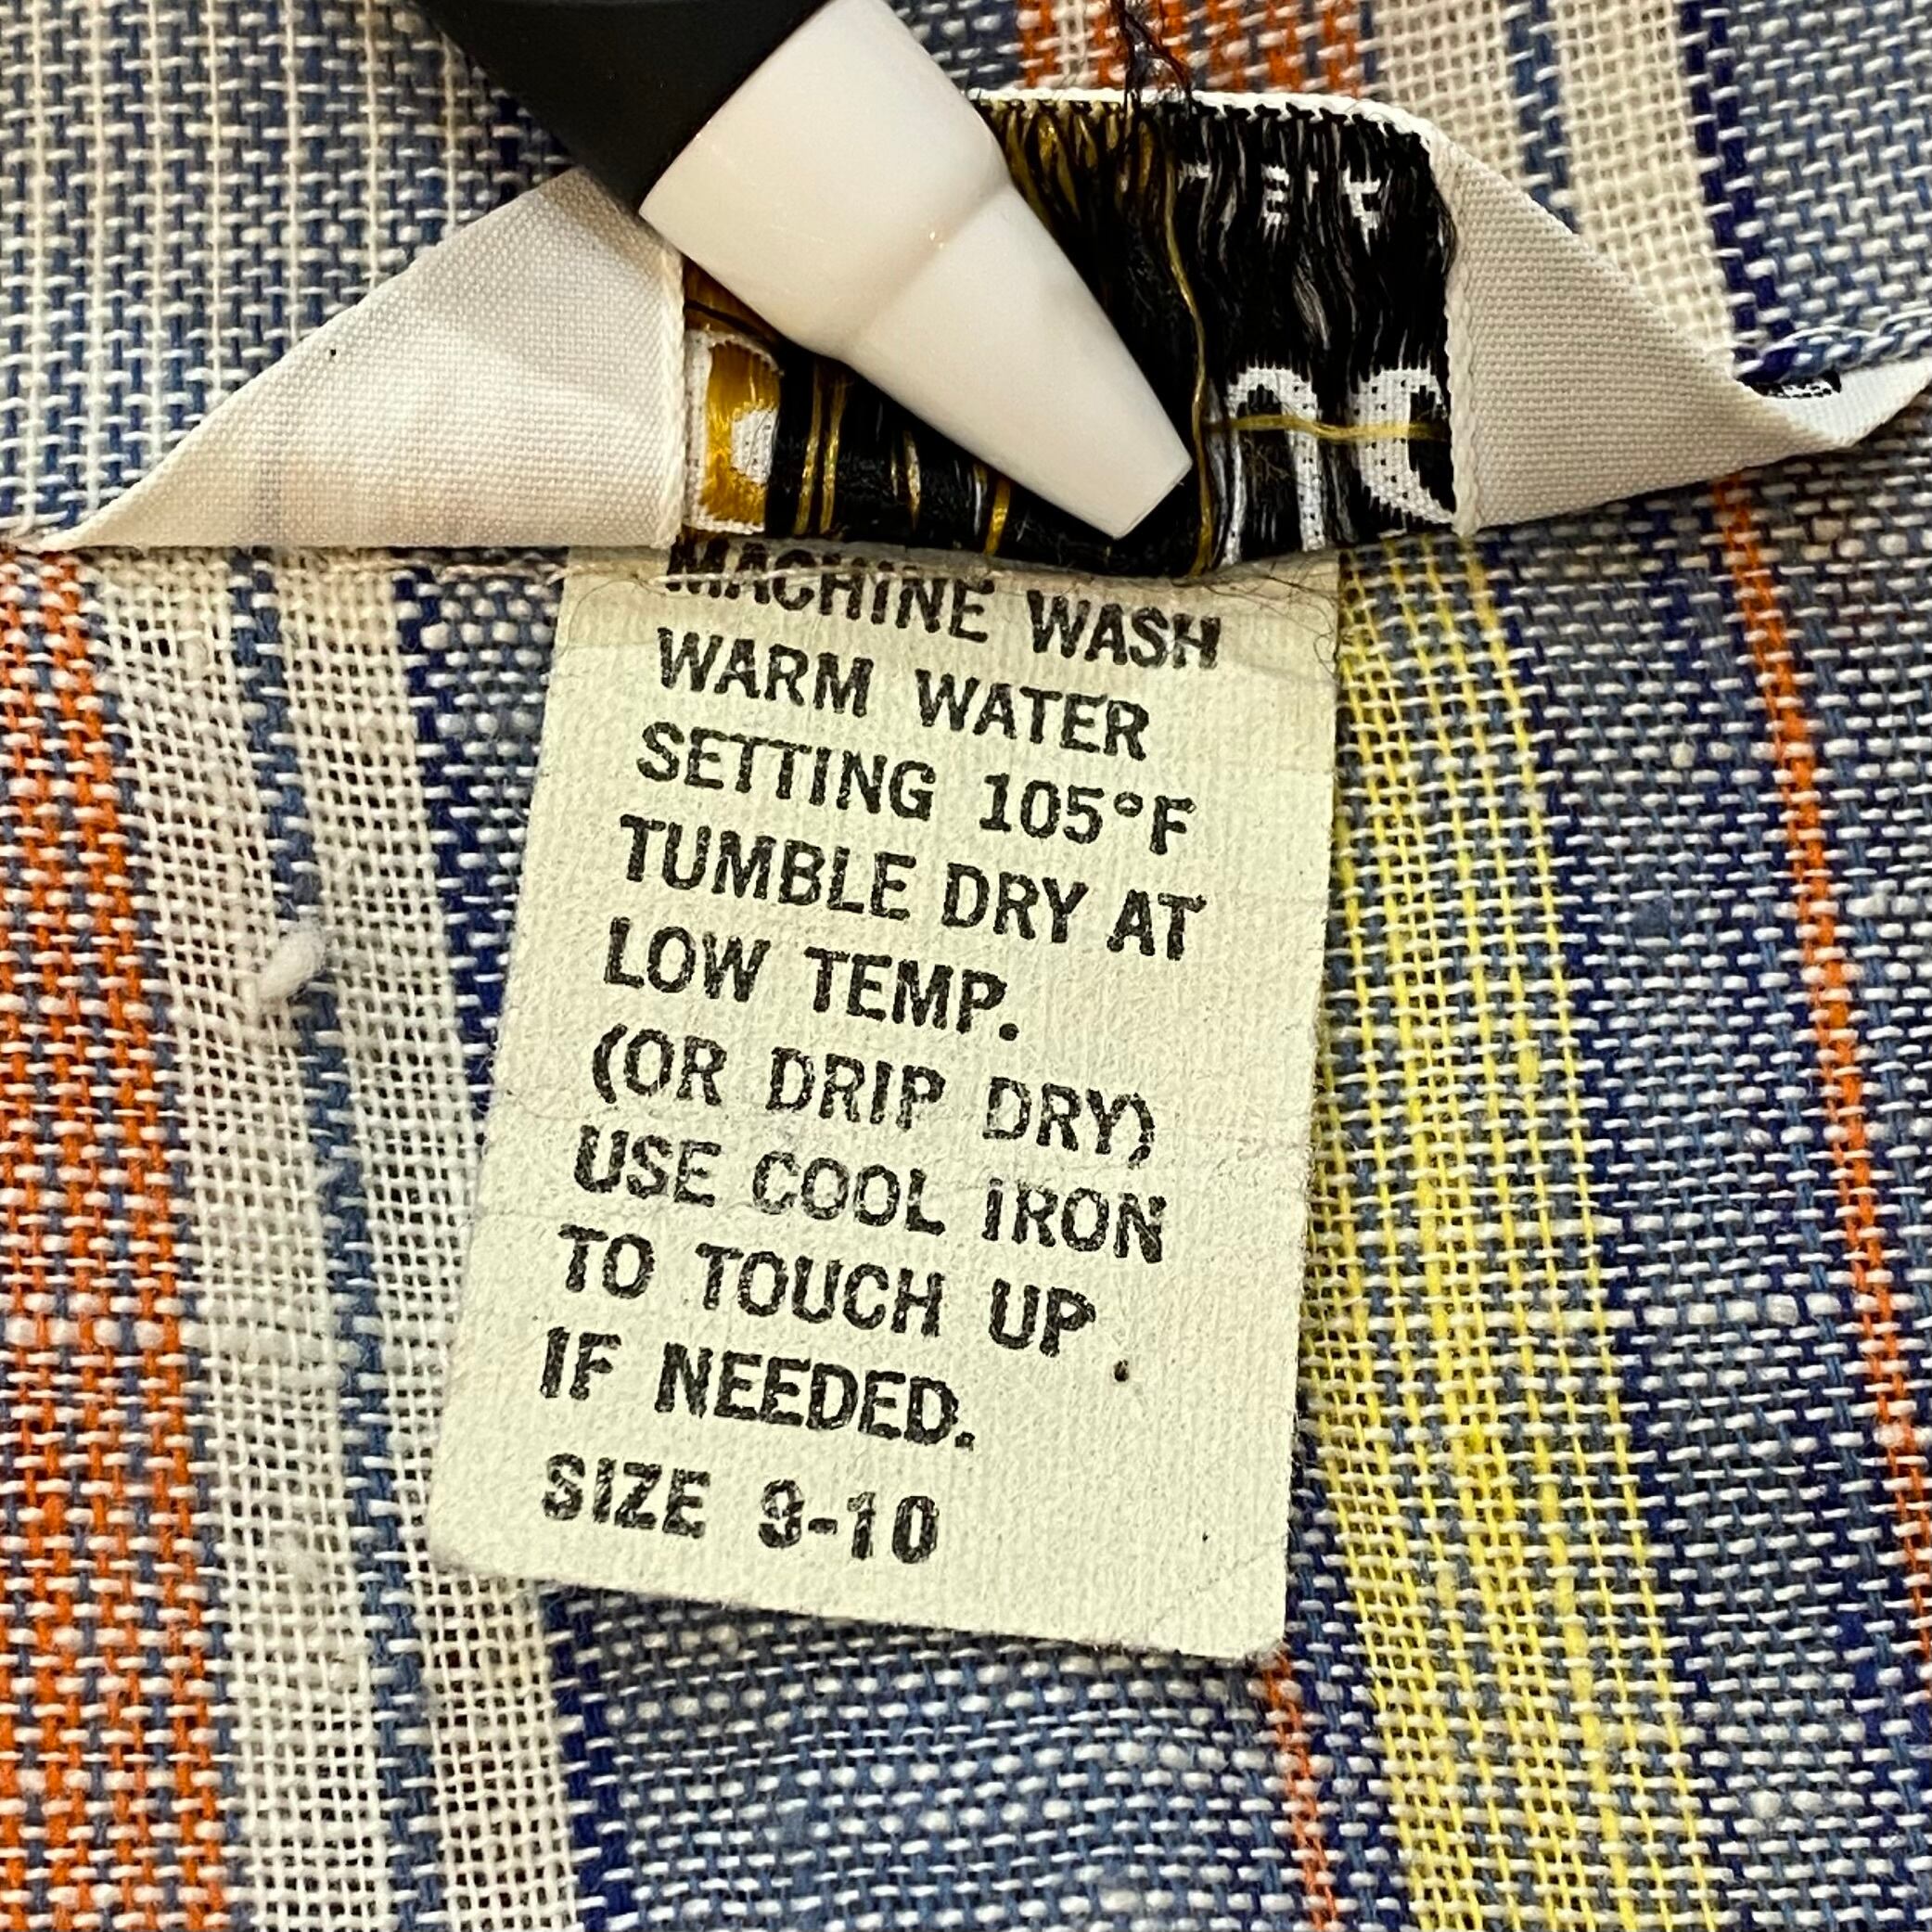 MACHINE WASH
WARM WATER
SETTING 105°F
TUMBLE DRY AT
LOW TEMP.
(OR DRIP DRY)
USE COOL IRON
TO TOUCH UP
IF NEEDED.
SIZE 9-10